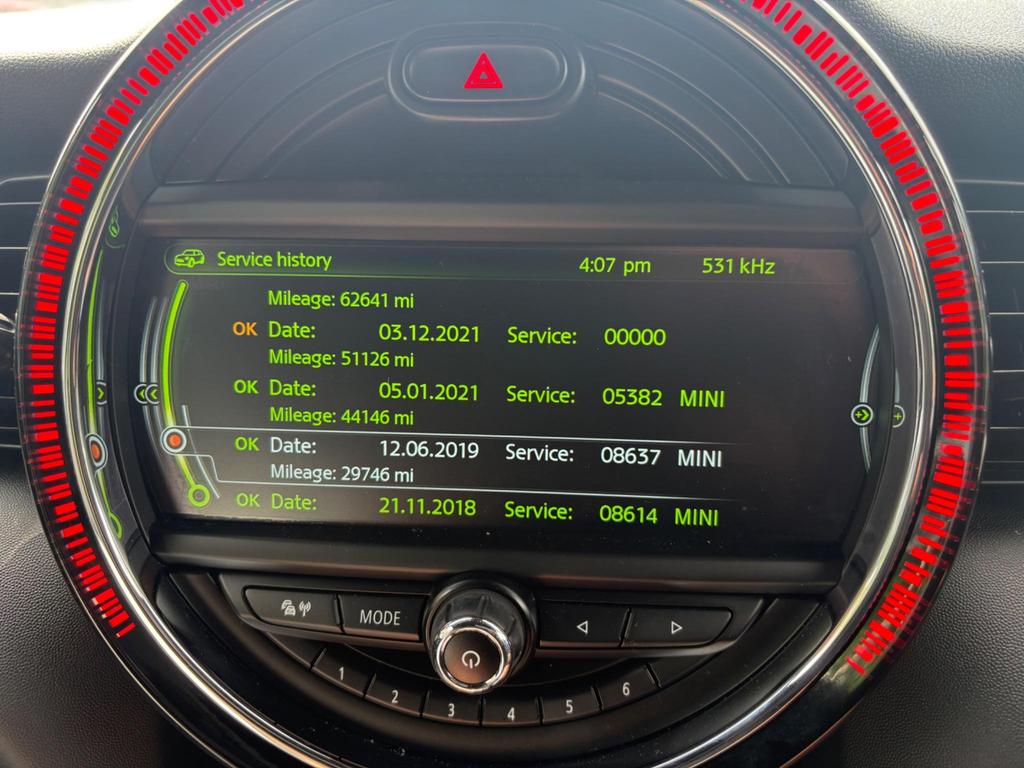 Service history 4:07 pm 531 kHz
Mileage: 62641 mi
OK Date: 03.12.2021 Service: 00000
Mileage: 51126 mi
OK Date: 05.01.2021 Service: 05382 MINI
Mileage: 44146 mi
OK Date: 12.06.2019 Service: 08637 MINI
Mileage: 29746 mi
OK Date: 21.11.2018 Service: 08614 MINI
MODE
1 2 3 4 5 6